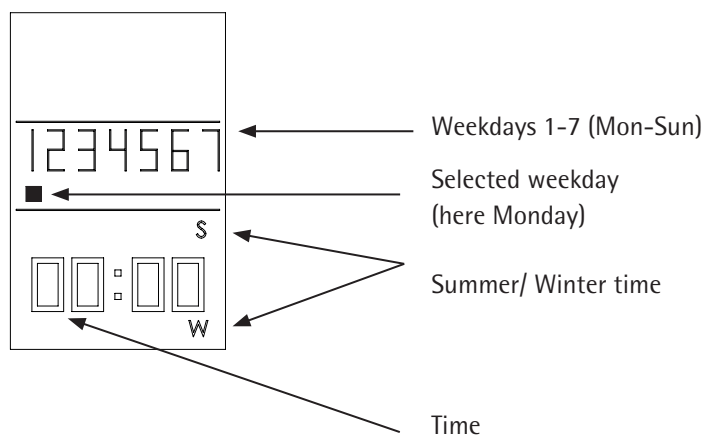 1234567
Weekdays 1-7 (Mon-Sun)
Selected weekday
(here Monday)
S
00:00
Summer/ Winter time
W
Time